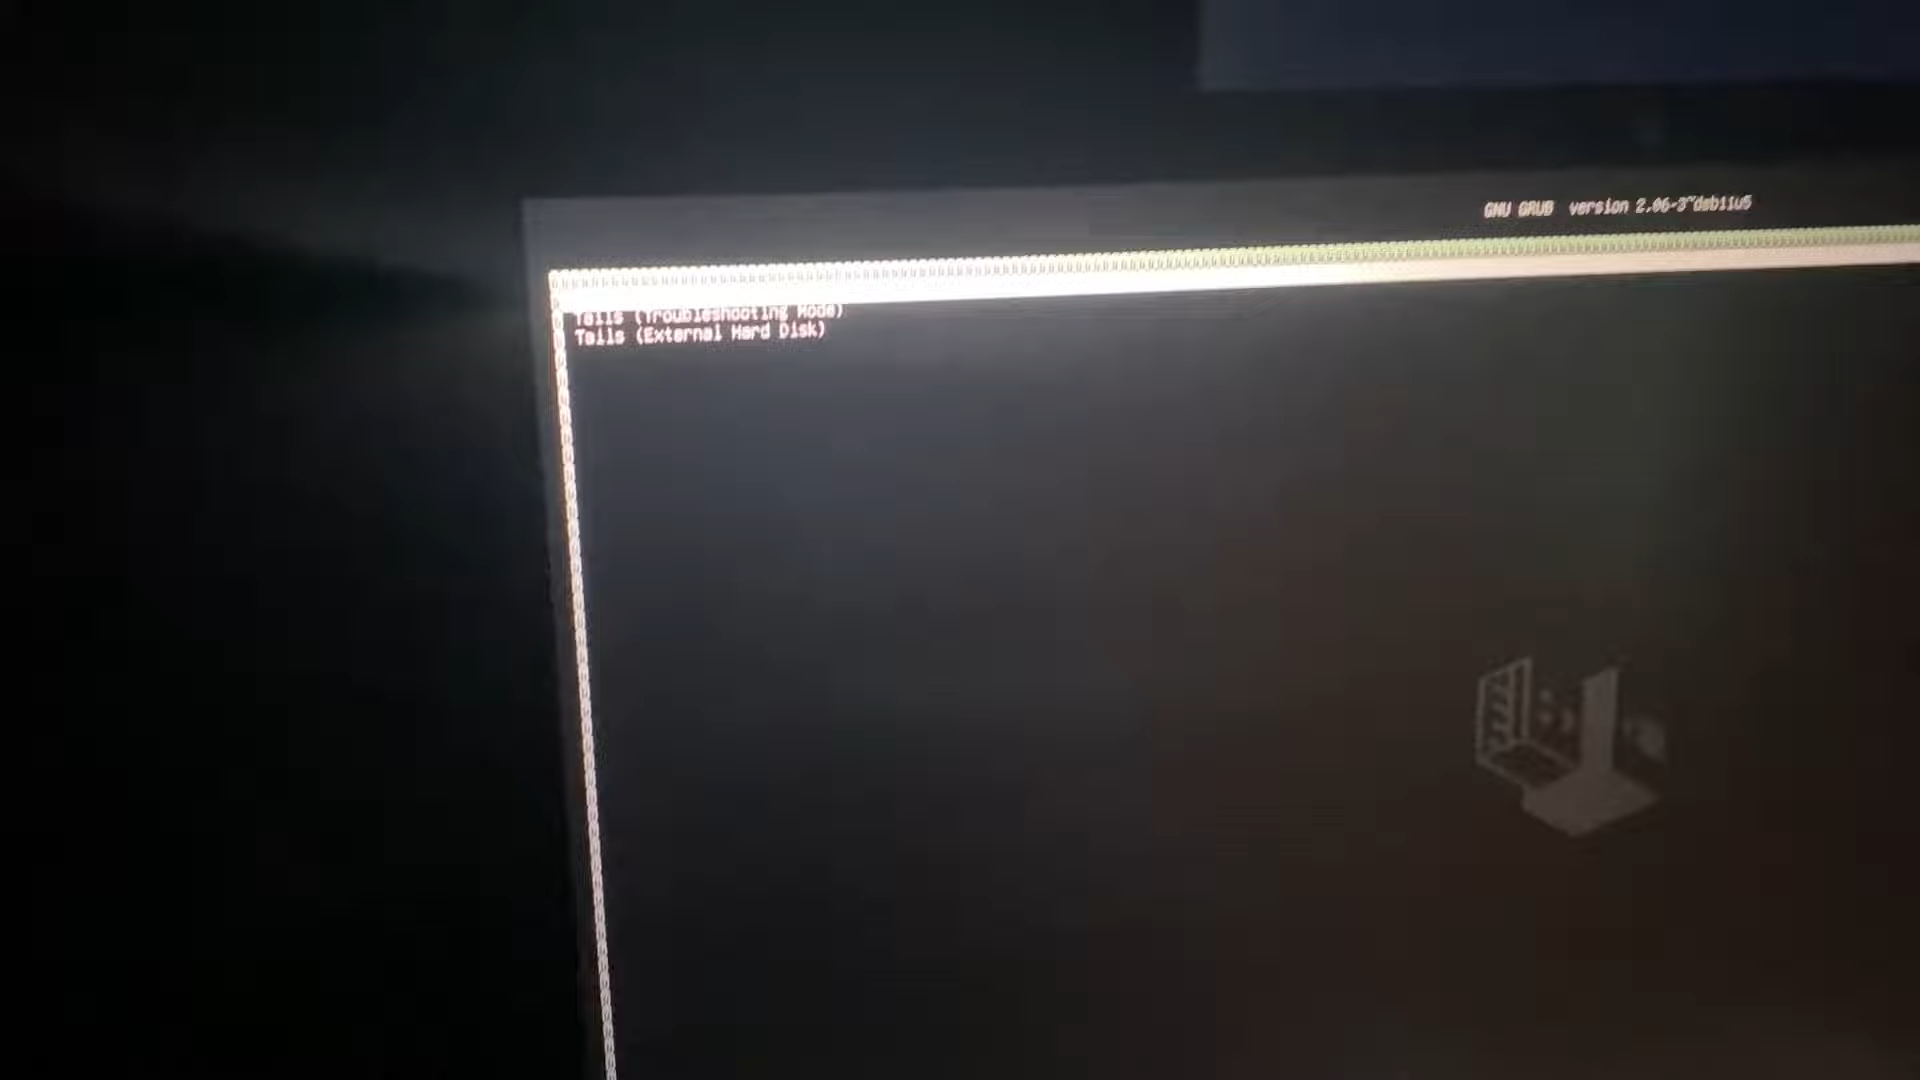 GNU GRUB version 2.06-3~deb11u5
Tails (Troubleshooting Mode)
Tails (External Hard Disk)